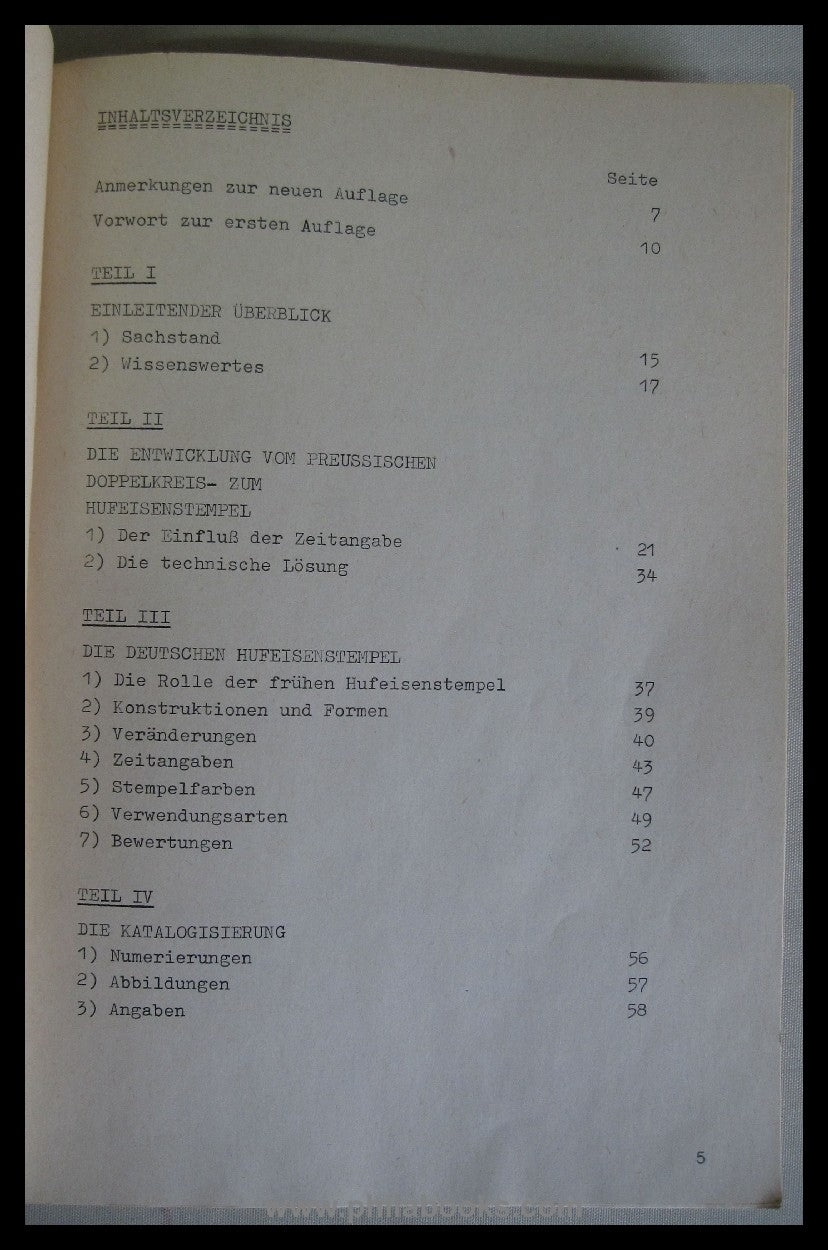 INHALTSVERZEICHNIS
Seite
Anmerkungen zur neuen Auflage 7
Vorwort zur ersten Auflage 10
TEIL I
EINLEITENDER ÜBERBLICK
1) Sachstand 15
2) Wissenswertes 17
TEIL II
DIE ENTWICKLUNG VOM PREUSSISCHEN
DOPPELKREIS- ZUM
HUFEISENSTEMPEL
1) Der Einfluß der Zeitangabe 21
2) Die technische Lösung 34
TEIL III
DIE DEUTSCHEN HUFEISENSTEMPEL
1) Die Rolle der frühen Hufeisenstempel 37
2) Konstruktionen und Formen 39
3) Veränderungen 40
4) Zeitangaben 43
5) Stempelfarben 47
6) Verwendungsarten 49
7) Bewertungen 52
TEIL IV
DIE KATALOGISIERUNG
1) Numerierungen 56
2) Abbildungen 57
3) Angaben 58
5
www.philabooks.com